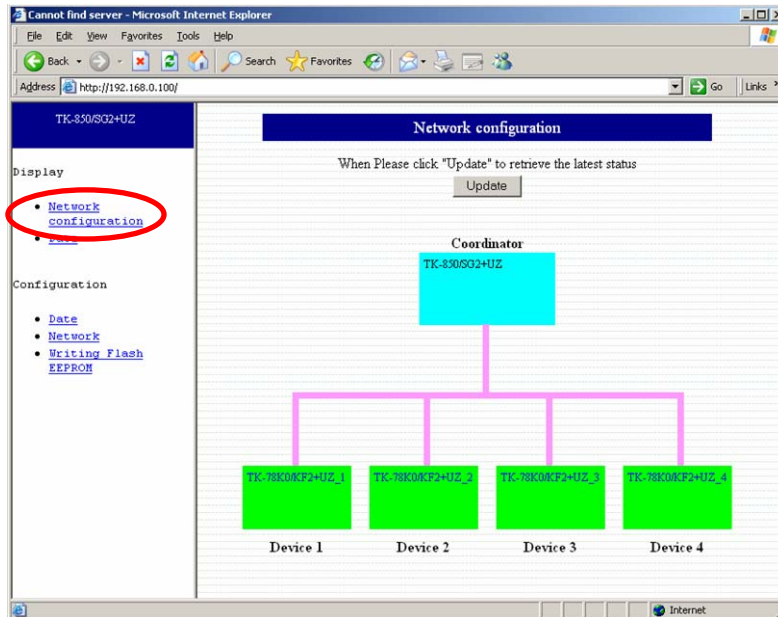 Cannot find server - Microsoft Internet Explorer
File Edit View Favorites Tools Help
Back Search Favorites
Address http://192.168.0.100/ Go Links »
TK-850/SG2+UZ
Display
Network
configuration
Date
Configuration
Date
Network
Writing Flash
EEPROM
Network configuration
When Please click "Update" to retrieve the latest status
Update
Coordinator
TK-850/SG2+UZ
TK-78K0/KF2+UZ_1 TK-78K0/KF2+UZ_2 TK-78K0/KF2+UZ_3 TK-78K0/KF2+UZ_4
Device 1 Device 2 Device 3 Device 4
Internet